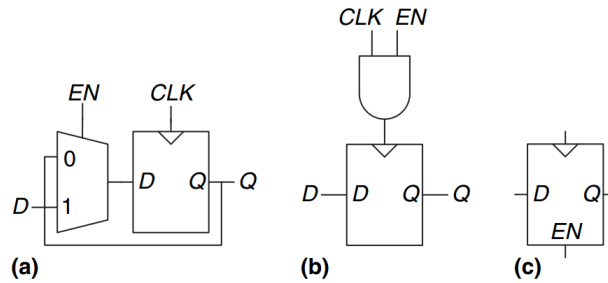 CLK EN
EN CLK
0
D Q Q
D 1
D D Q Q
D Q
EN
(a) (b) (c)